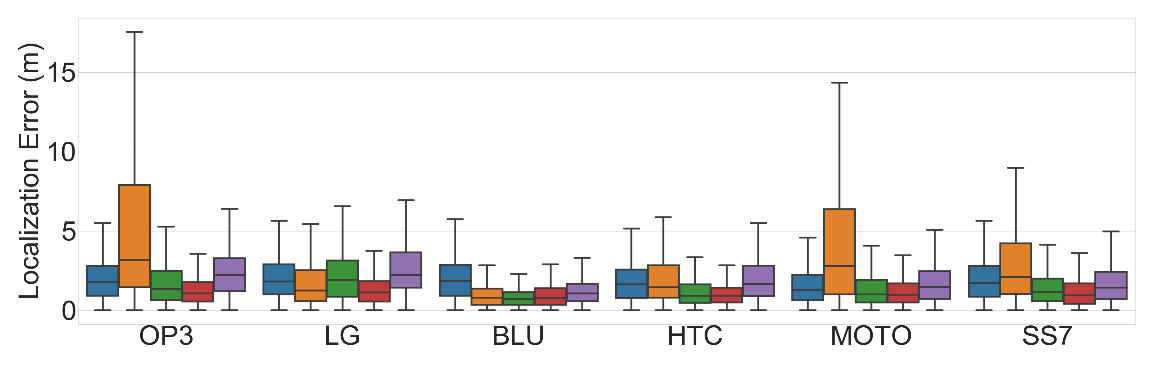 Localization Error (m)
15
10
5
0
OP3 LG BLU HTC MOTO SS7